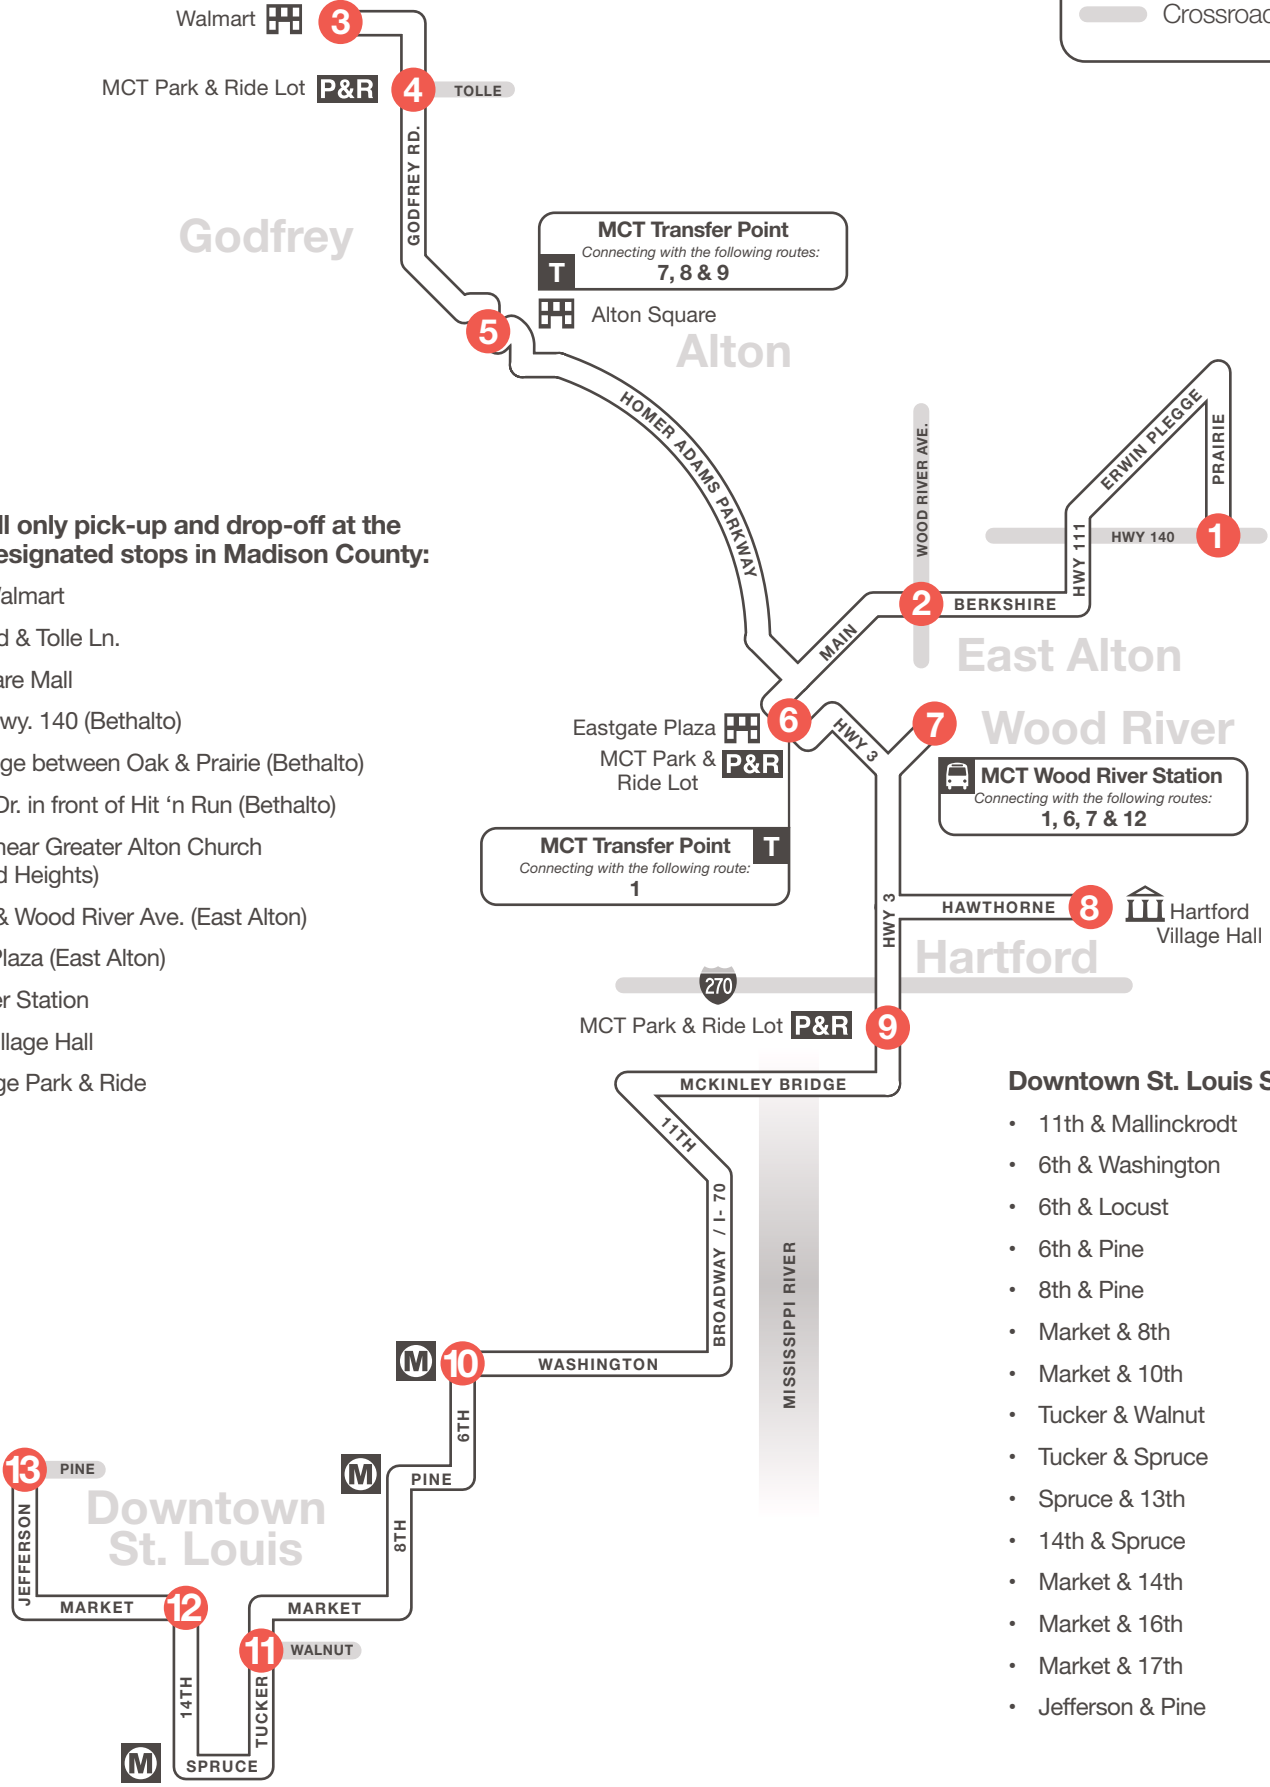 Walmart
3
Crossroad
MCT Park & Ride Lot P&R
4
TOLLE
GODFREY RD.
Godfrey
MCT Transfer Point
Connecting with the following routes:
7, 8 & 9
T
Alton Square
5
Alton
HOMER ADAMS PARKWAY
WOOD RIVER AVE.
ERWIN PLEGGE
PRAIRIE
HWY 140
1
HWY 111
2
BERKSHIRE
MAIN
East Alton
ll only pick-up and drop-off at the
esignated stops in Madison County:
Walmart
d & Tolle Ln.
are Mall
wy. 140 (Bethalto)
ge between Oak & Prairie (Bethalto)
Dr. in front of Hit ‘n Run (Bethalto)
near Greater Alton Church
d Heights)
& Wood River Ave. (East Alton)
Plaza (East Alton)
er Station
illage Hall
ge Park & Ride
Eastgate Plaza
6
MCT Park &
Ride Lot
P&R
HWY 3
7
Wood River
MCT Wood River Station
Connecting with the following routes:
1, 6, 7 & 12
MCT Transfer Point
T
Connecting with the following route:
1
HWY 3
HAWTHORNE
8
Hartford
Village Hall
Hartford
270
MCT Park & Ride Lot P&R
9
MCKINLEY BRIDGE
11TH
BROADWAY / I- 70
MISSISSIPPI RIVER
M
10
WASHINGTON
6TH
M
PINE
8TH
13
PINE
Downtown
St. Louis
JEFFERSON
MARKET
12
MARKET
11
WALNUT
14TH
TUCKER
M
SPRUCE
Downtown St. Louis S
• 11th & Mallinckrodt
• 6th & Washington
• 6th & Locust
• 6th & Pine
• 8th & Pine
• Market & 8th
• Market & 10th
• Tucker & Walnut
• Tucker & Spruce
• Spruce & 13th
• 14th & Spruce
• Market & 14th
• Market & 16th
• Market & 17th
• Jefferson & Pine